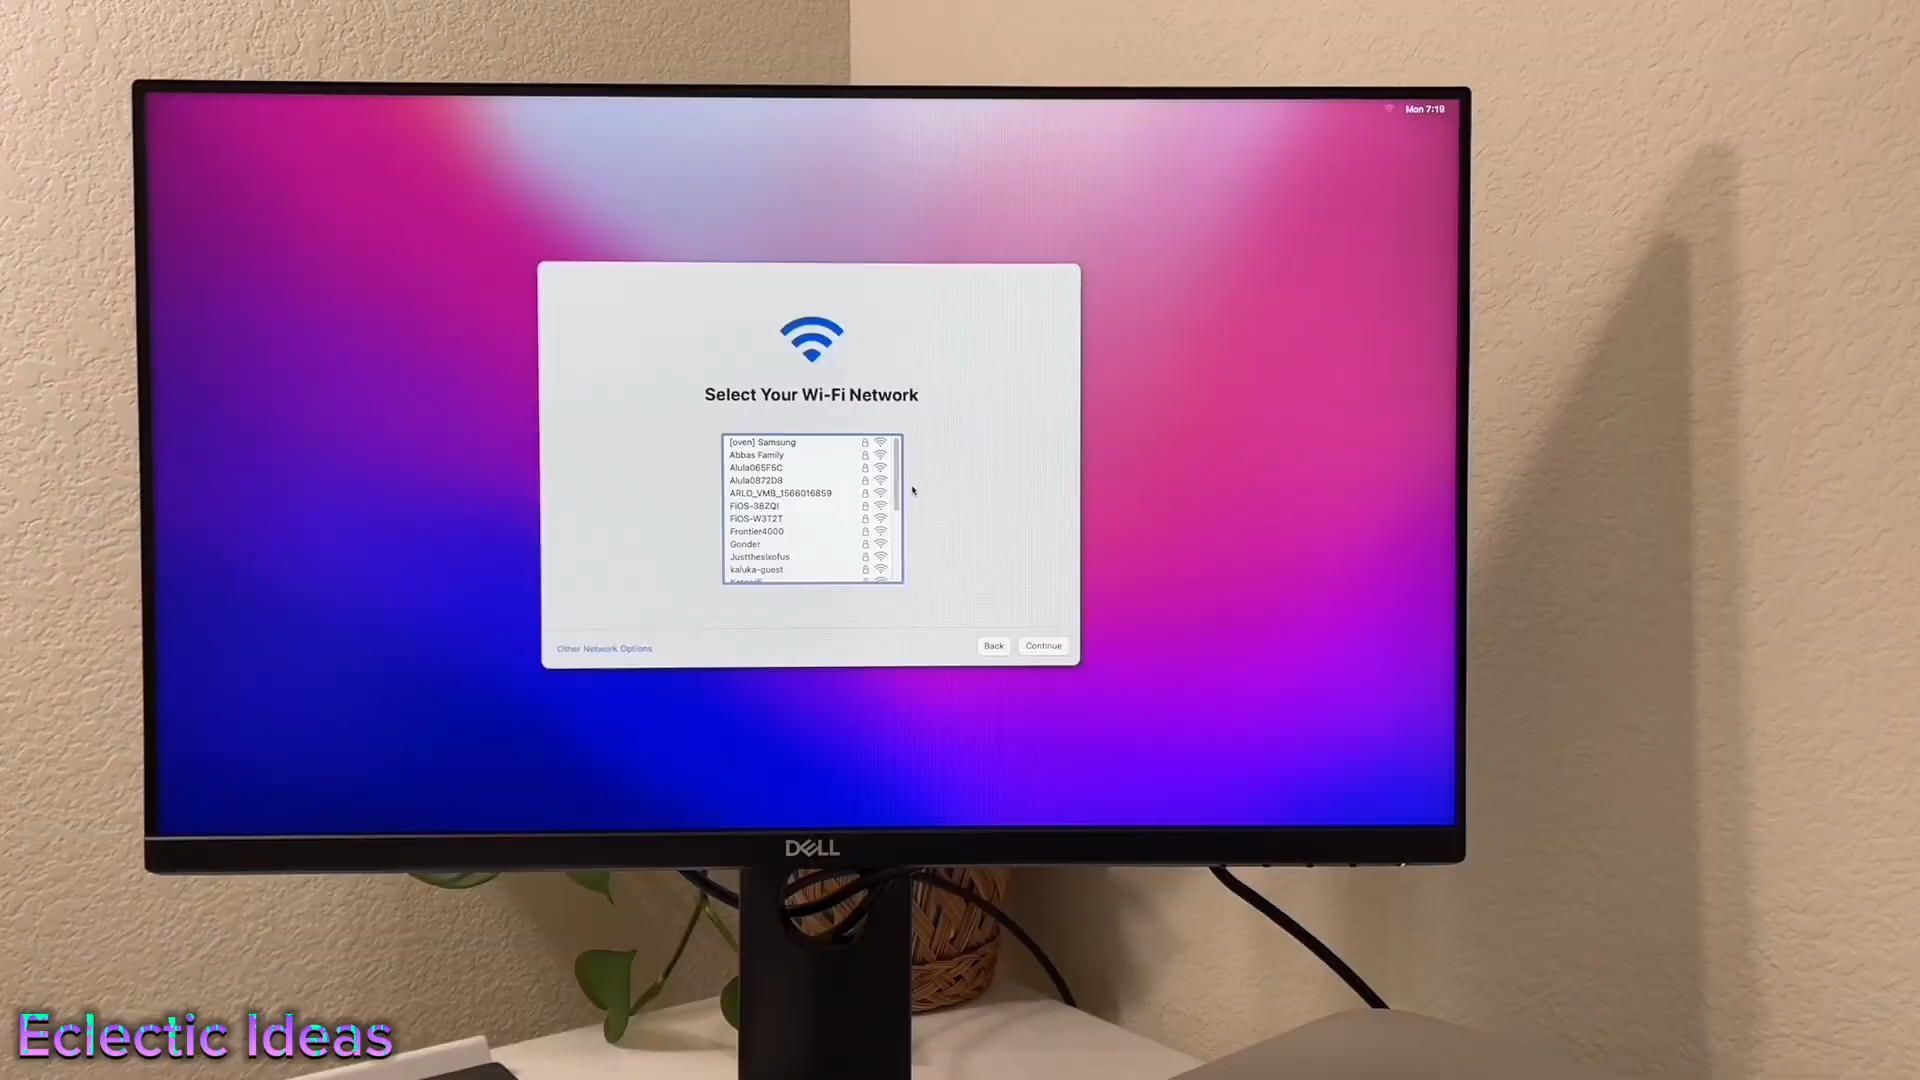 Mon 7:19
Select Your Wi-Fi Network
[oven] Samsung
Abbas Family
Alula065F5C
Alula0872D8
ARLO_VMB_1566016859
FiOS-38ZQI
FiOS-W3T2T
Frontier4000
Gonder
Justthesixofus
kaluka-guest
Other Network Options
Back
Continue
DELL
Eclectic Ideas